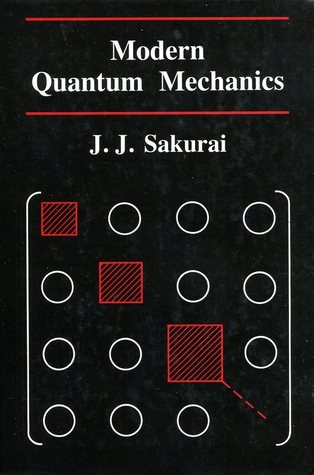 Modern
Quantum Mechanics
J. J. Sakurai